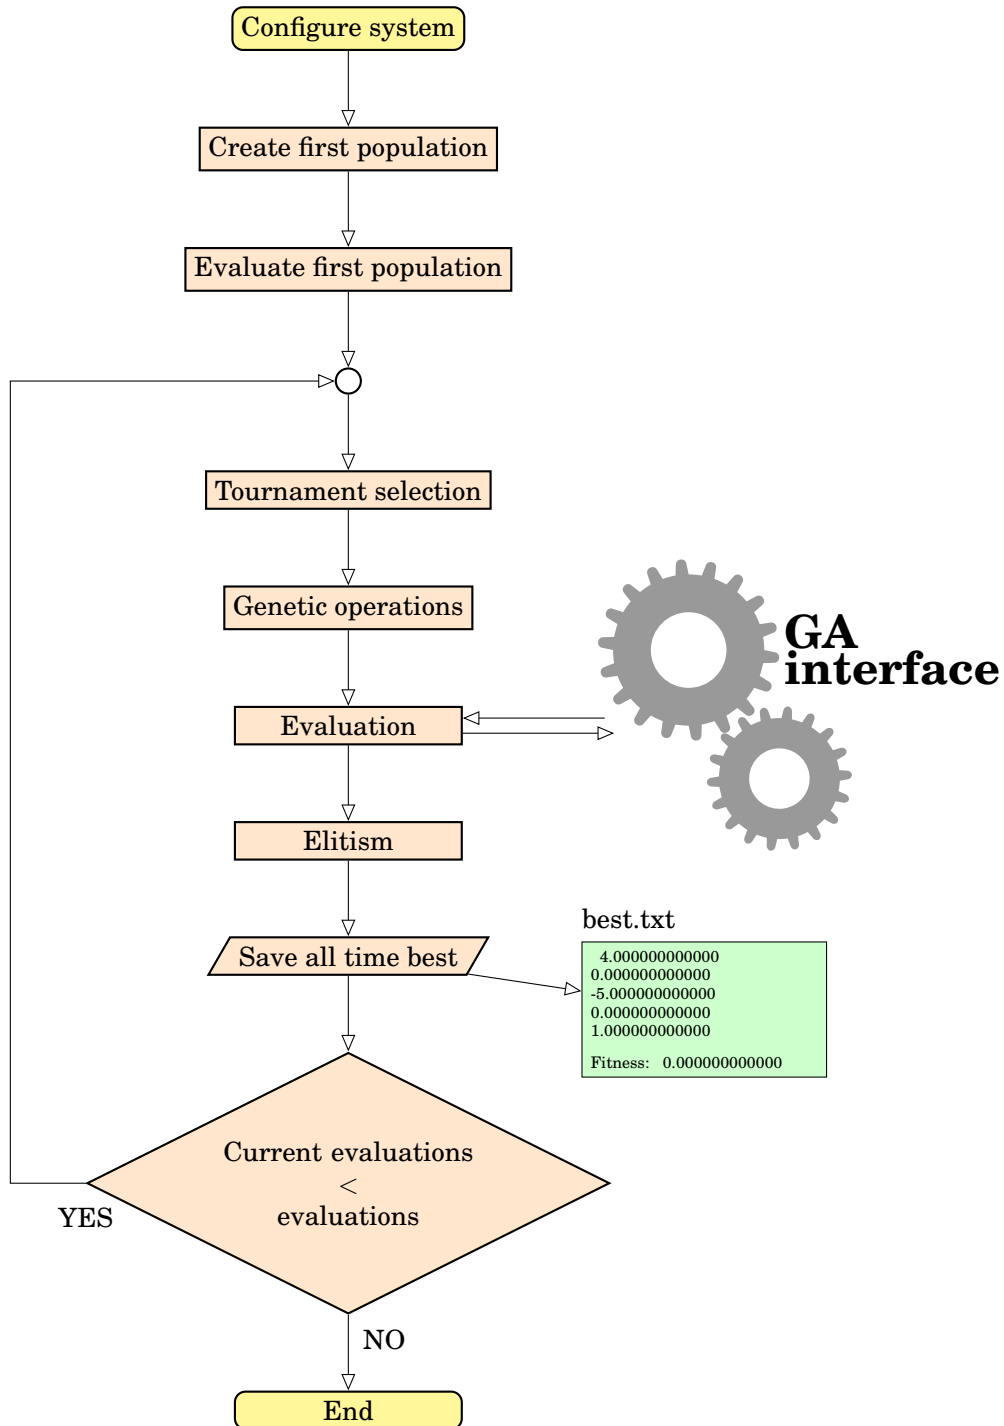 Configure system
Create first population
Evaluate first population
Tournament selection
Genetic operations
GA
interface
Evaluation
Elitism
best.txt
Save all time best
4.000000000000
0.000000000000
-5.000000000000
0.000000000000
1.000000000000
Fitness: 0.000000000000
Current evaluations
<
evaluations
YES
NO
End